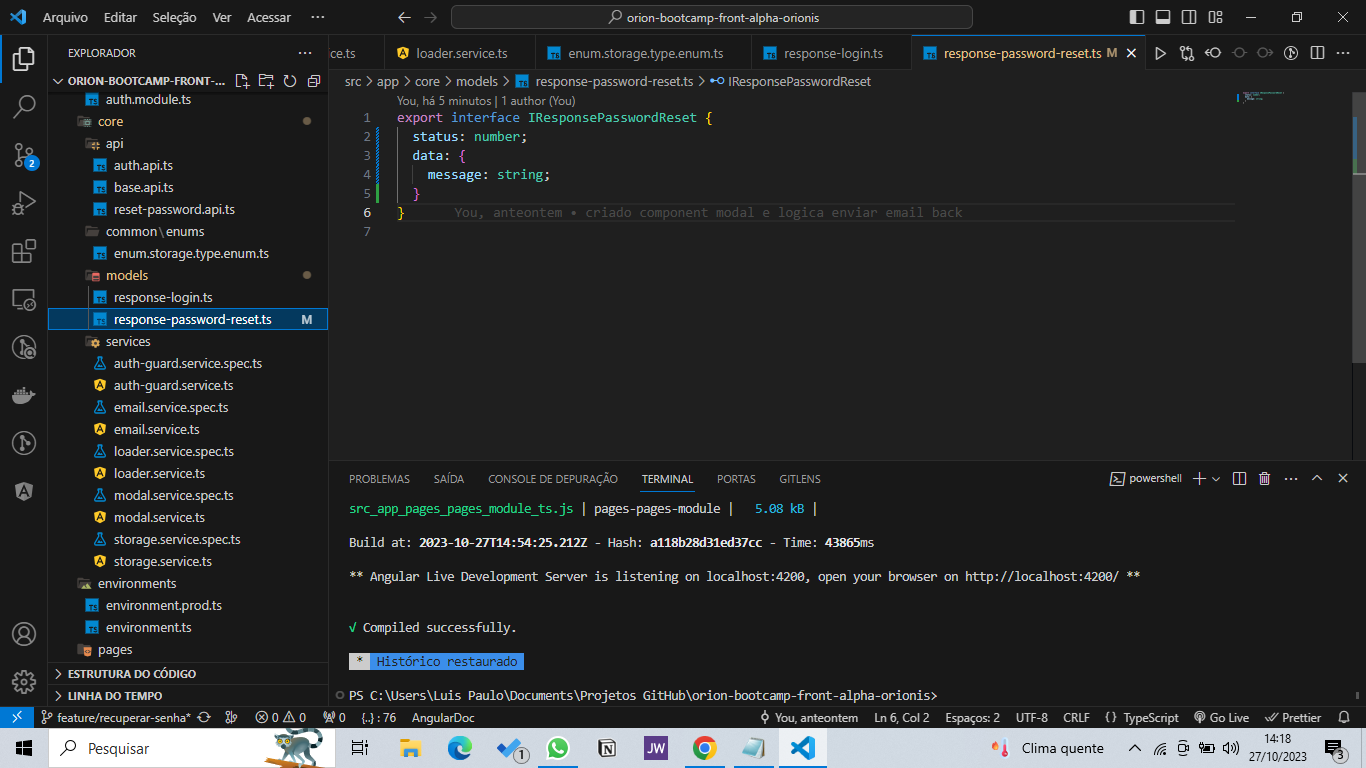 Arquivo Editar Seleção Ver Acessar ···
orion-bootcamp-front-alpha-orionis
EXPLORADOR
ORION-BOOTCAMP-FRONT-...
auth.module.ts
core
api
auth.api.ts
base.api.ts
reset-password.api.ts
common\enums
enum.storage.type.enum.ts
models
response-login.ts
response-password-reset.ts M
services
auth-guard.service.spec.ts
auth-guard.service.ts
email.service.spec.ts
email.service.ts
loader.service.spec.ts
loader.service.ts
modal.service.spec.ts
modal.service.ts
storage.service.spec.ts
storage.service.ts
environments
environment.prod.ts
environment.ts
pages
ESTRUTURA DO CÓDIGO
LINHA DO TEMPO
2
ce.ts loader.service.ts enum.storage.type.enum.ts response-login.ts response-password-reset.ts M
src > app > core > models > response-password-reset.ts > IResponsePasswordReset
You, há 5 minutos | 1 author (You)
1 export interface IResponsePasswordReset {
2 status: number;
3 data: {
4 message: string;
5 }
6 } You, anteontem • criado component modal e logica enviar email back
7
PROBLEMAS SAÍDA CONSOLE DE DEPURAÇÃO TERMINAL PORTAS GITLENS
powershell
src_app_pages_pages_module_ts.js | pages-pages-module | 5.08 kB |
Build at: 2023-10-27T14:54:25.212Z - Hash: a118b28d31ed37cc - Time: 43865ms
** Angular Live Development Server is listening on localhost:4200, open your browser on http://localhost:4200/ **
√ Compiled successfully.
* Histórico restaurado
PS C:\Users\Luis Paulo\Documents\Projetos GitHub\orion-bootcamp-front-alpha-orionis>
feature/recuperar-senha* 0 0 0 {..} : 76 AngularDoc You, anteontem Ln 6, Col 2 Espaços: 2 UTF-8 CRLF {} TypeScript Go Live Prettier
Pesquisar
1
JW
Clima quente
14:18
27/10/2023
3